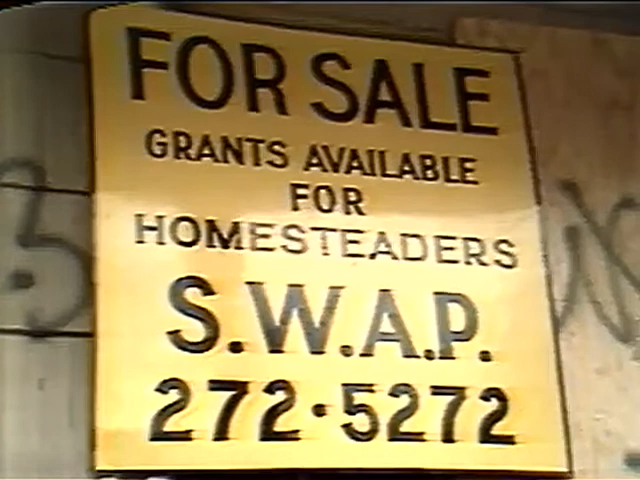 FOR SALE
GRANTS AVAILABLE
FOR
HOMESTEADERS
S.W.A.P.
272·5272